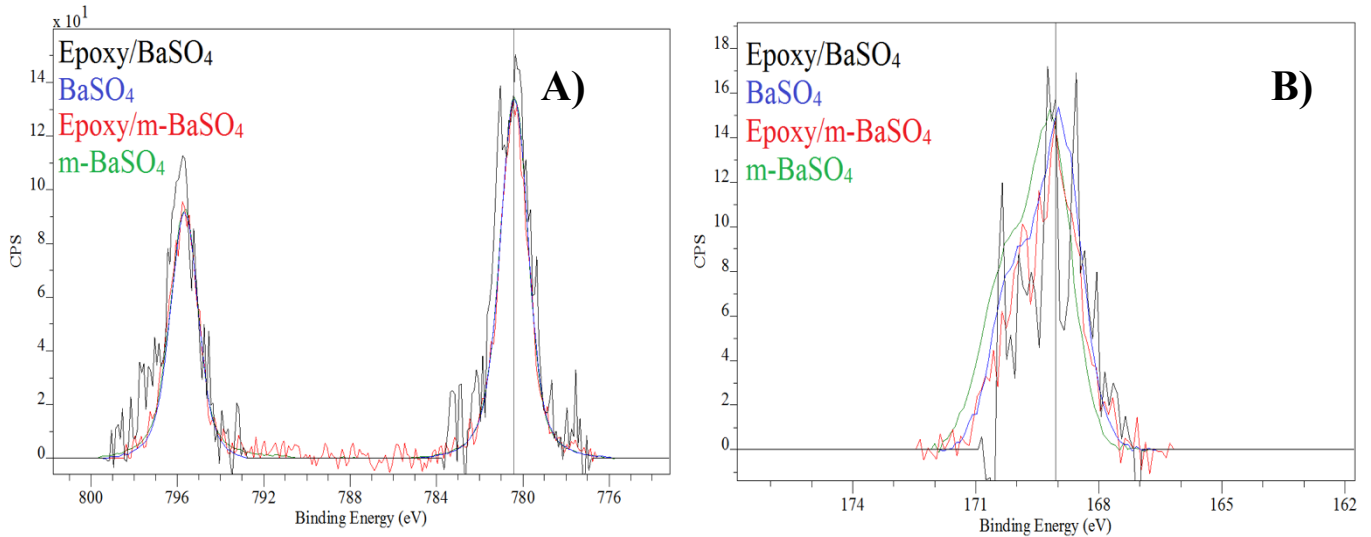 x 10¹
Epoxy/BaSO₄
BaSO₄
Epoxy/m-BaSO₄
m-BaSO₄
A)
14
12
10
8
6
4
2
0
CPS
800 796 792 788 784 780 776
Binding Energy (eV)
Epoxy/BaSO₄
BaSO₄
Epoxy/m-BaSO₄
m-BaSO₄
B)
18
16
14
12
10
8
6
4
2
0
CPS
174 171 168 165 162
Binding Energy (eV)